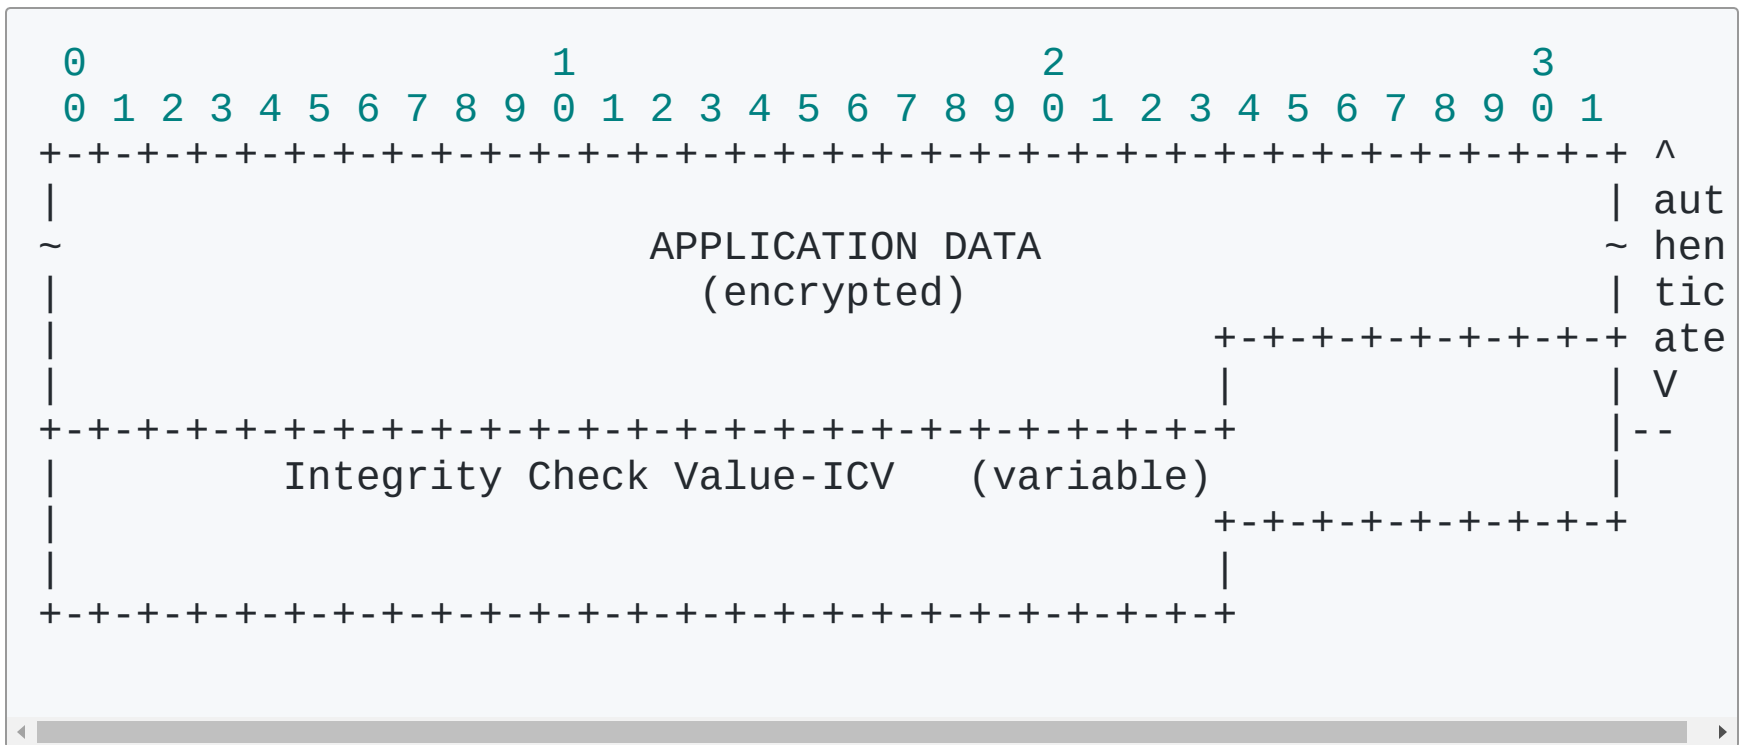 0                   1                   2                   3
 0 1 2 3 4 5 6 7 8 9 0 1 2 3 4 5 6 7 8 9 0 1 2 3 4 5 6 7 8 9 0 1
+-+-+-+-+-+-+-+-+-+-+-+-+-+-+-+-+-+-+-+-+-+-+-+-+-+-+-+-+-+-+-+-+ ^
|                                                               | aut
~                        APPLICATION DATA                       ~ hen
|                          (encrypted)                          | tic
|                                               +-+-+-+-+-+-+-+-+ ate
|                                               |               | V
+-+-+-+-+-+-+-+-+-+-+-+-+-+-+-+-+-+-+-+-+-+-+-+-+               |--
|         Integrity Check Value-ICV   (variable)                |
|                                               +-+-+-+-+-+-+-+-+
|                                               |
+-+-+-+-+-+-+-+-+-+-+-+-+-+-+-+-+-+-+-+-+-+-+-+-+